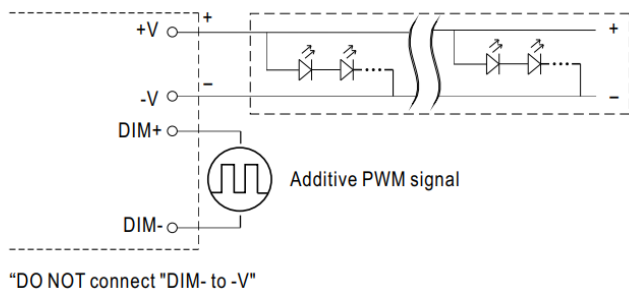 +V + +
-V − −
DIM+
Additive PWM signal
DIM-
“DO NOT connect "DIM- to -V"